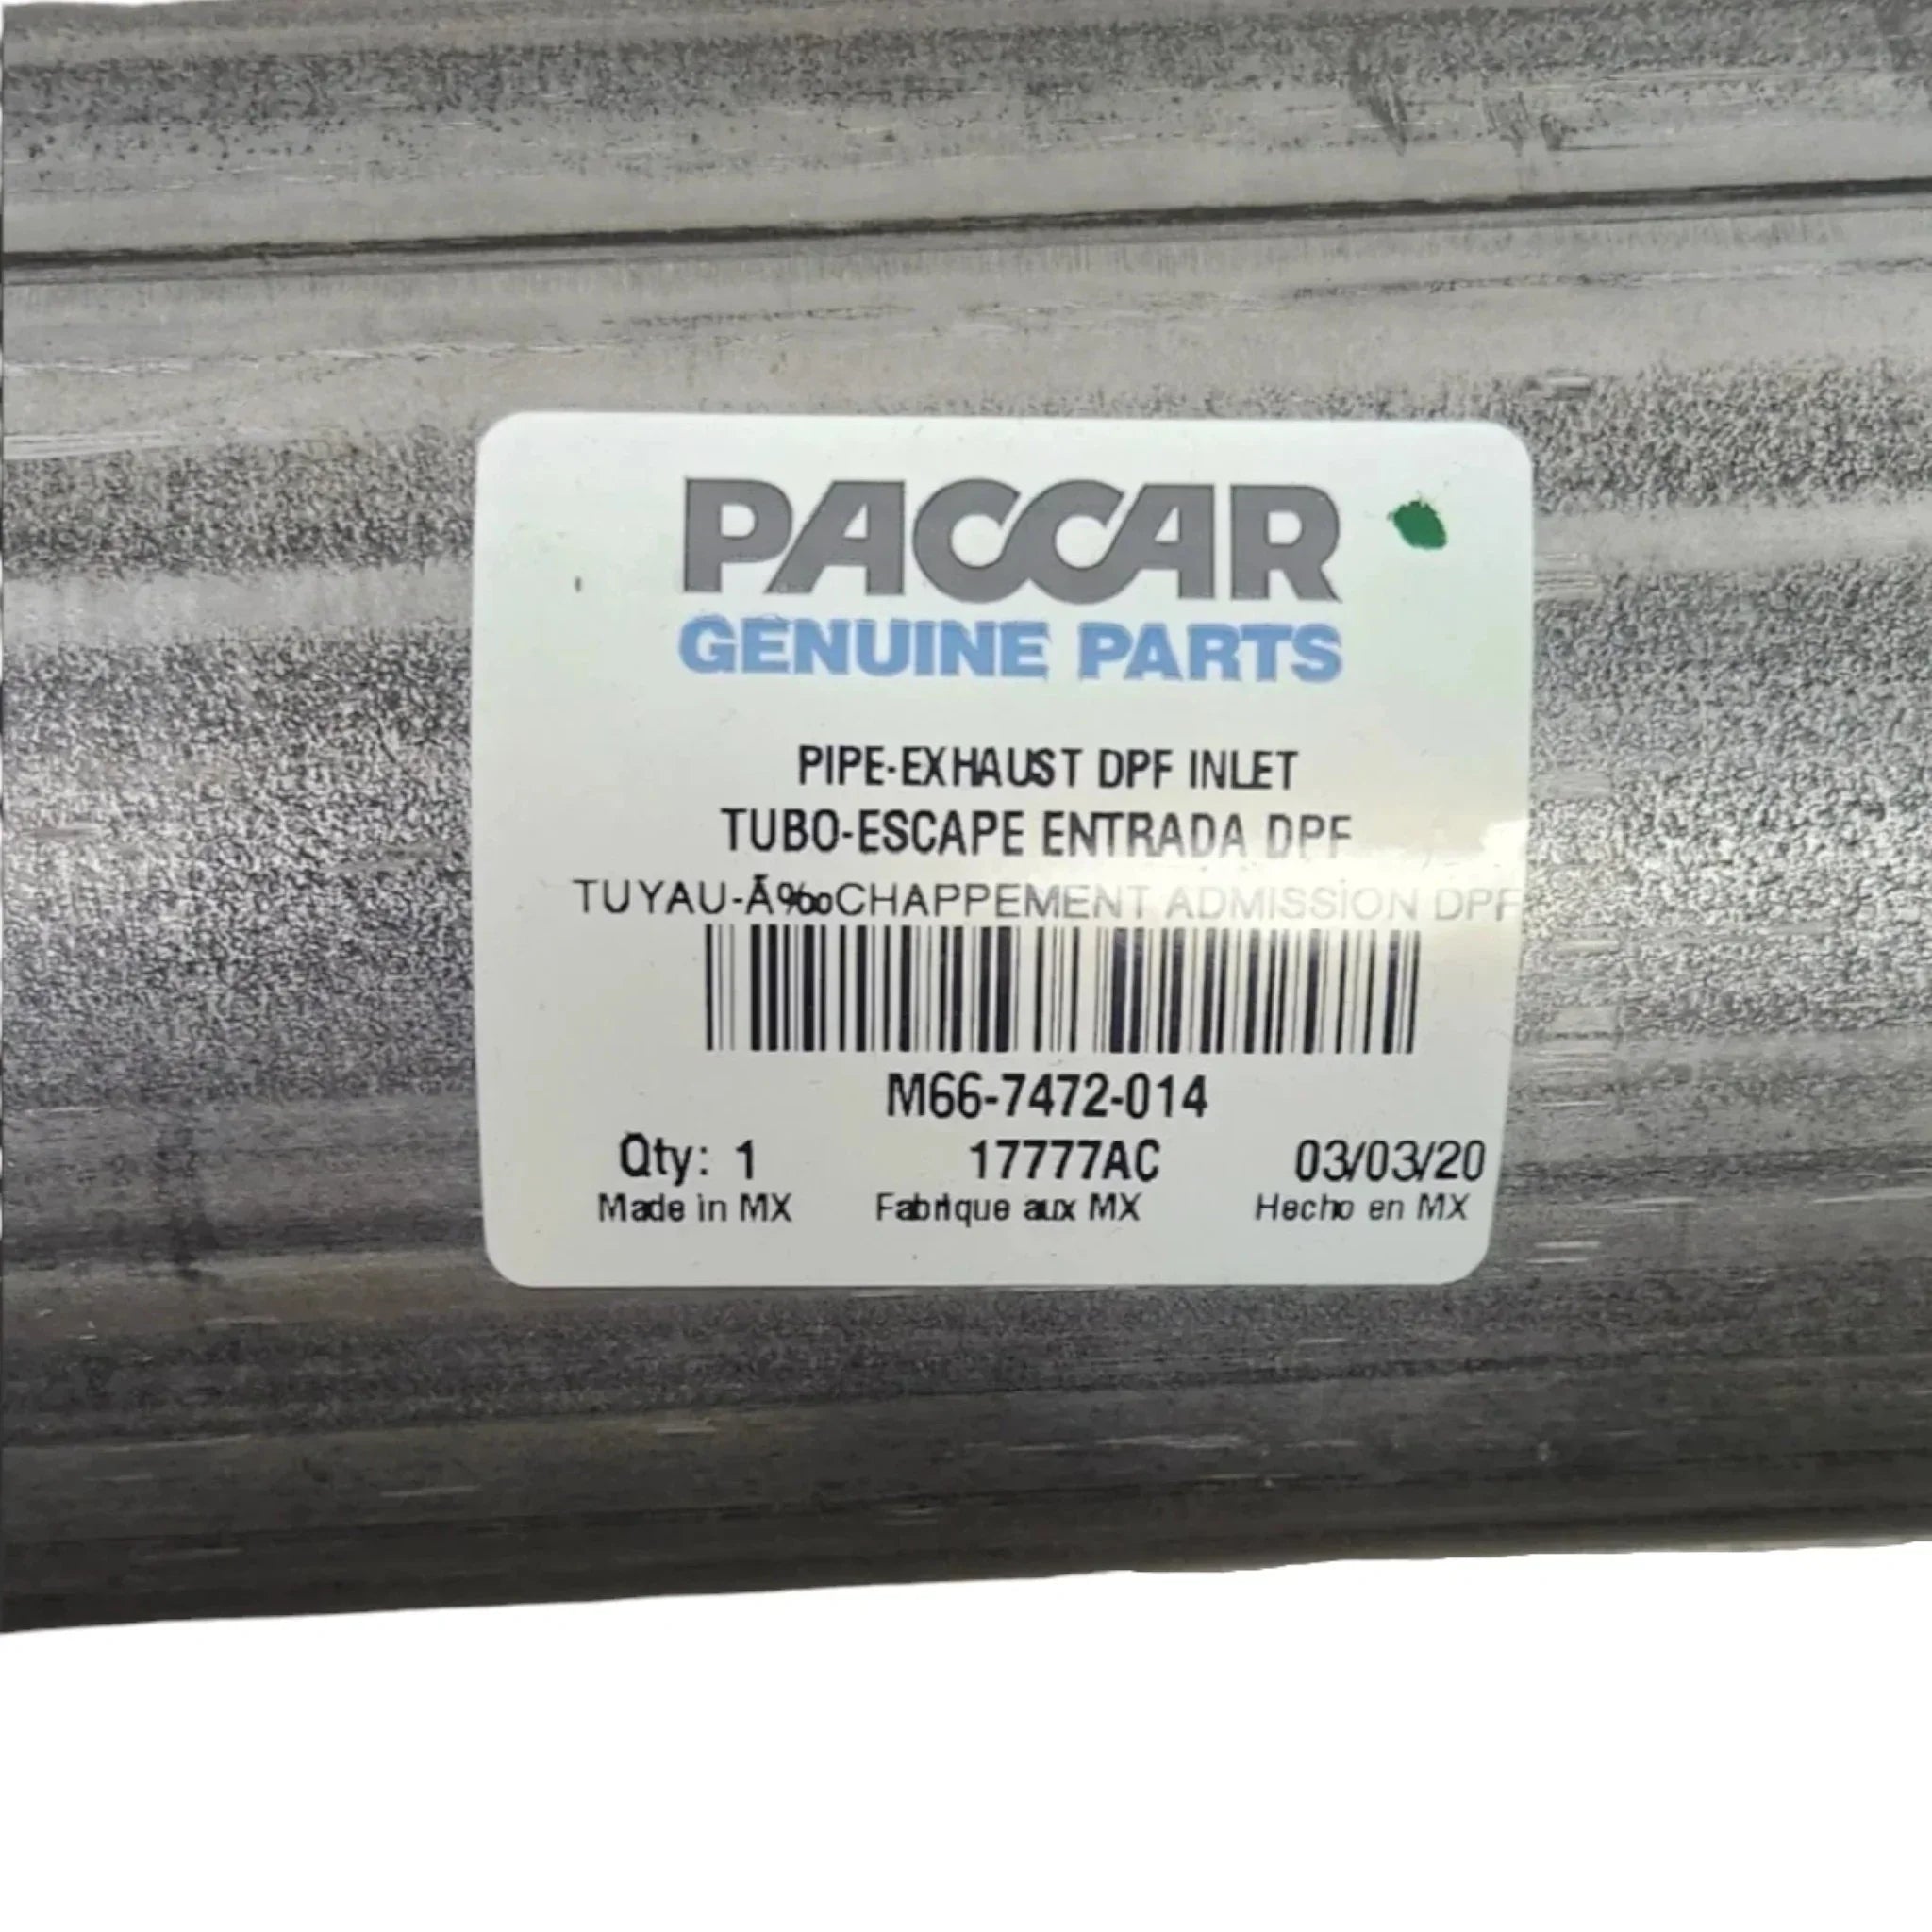 PACCAR
GENUINE PARTS
PIPE-EXHAUST DPF INLET
TUBO-ESCAPE ENTRADA DPF
TUYAU-Ã‰CHAPPEMENT ADMISSION DPF
M66-7472-014
Qty: 1 17777AC 03/03/20
Made in MX Fabrique aux MX Hecho en MX